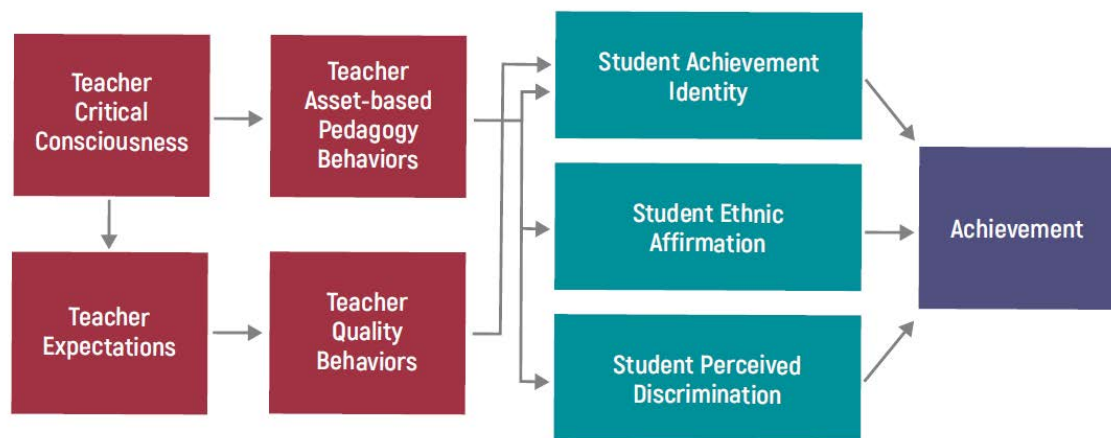 Teacher
Critical
Consciousness
Teacher
Asset-based
Pedagogy
Behaviors
Student Achievement
Identity
Teacher
Expectations
Teacher
Quality
Behaviors
Student Ethnic
Affirmation
Student Perceived
Discrimination
Achievement